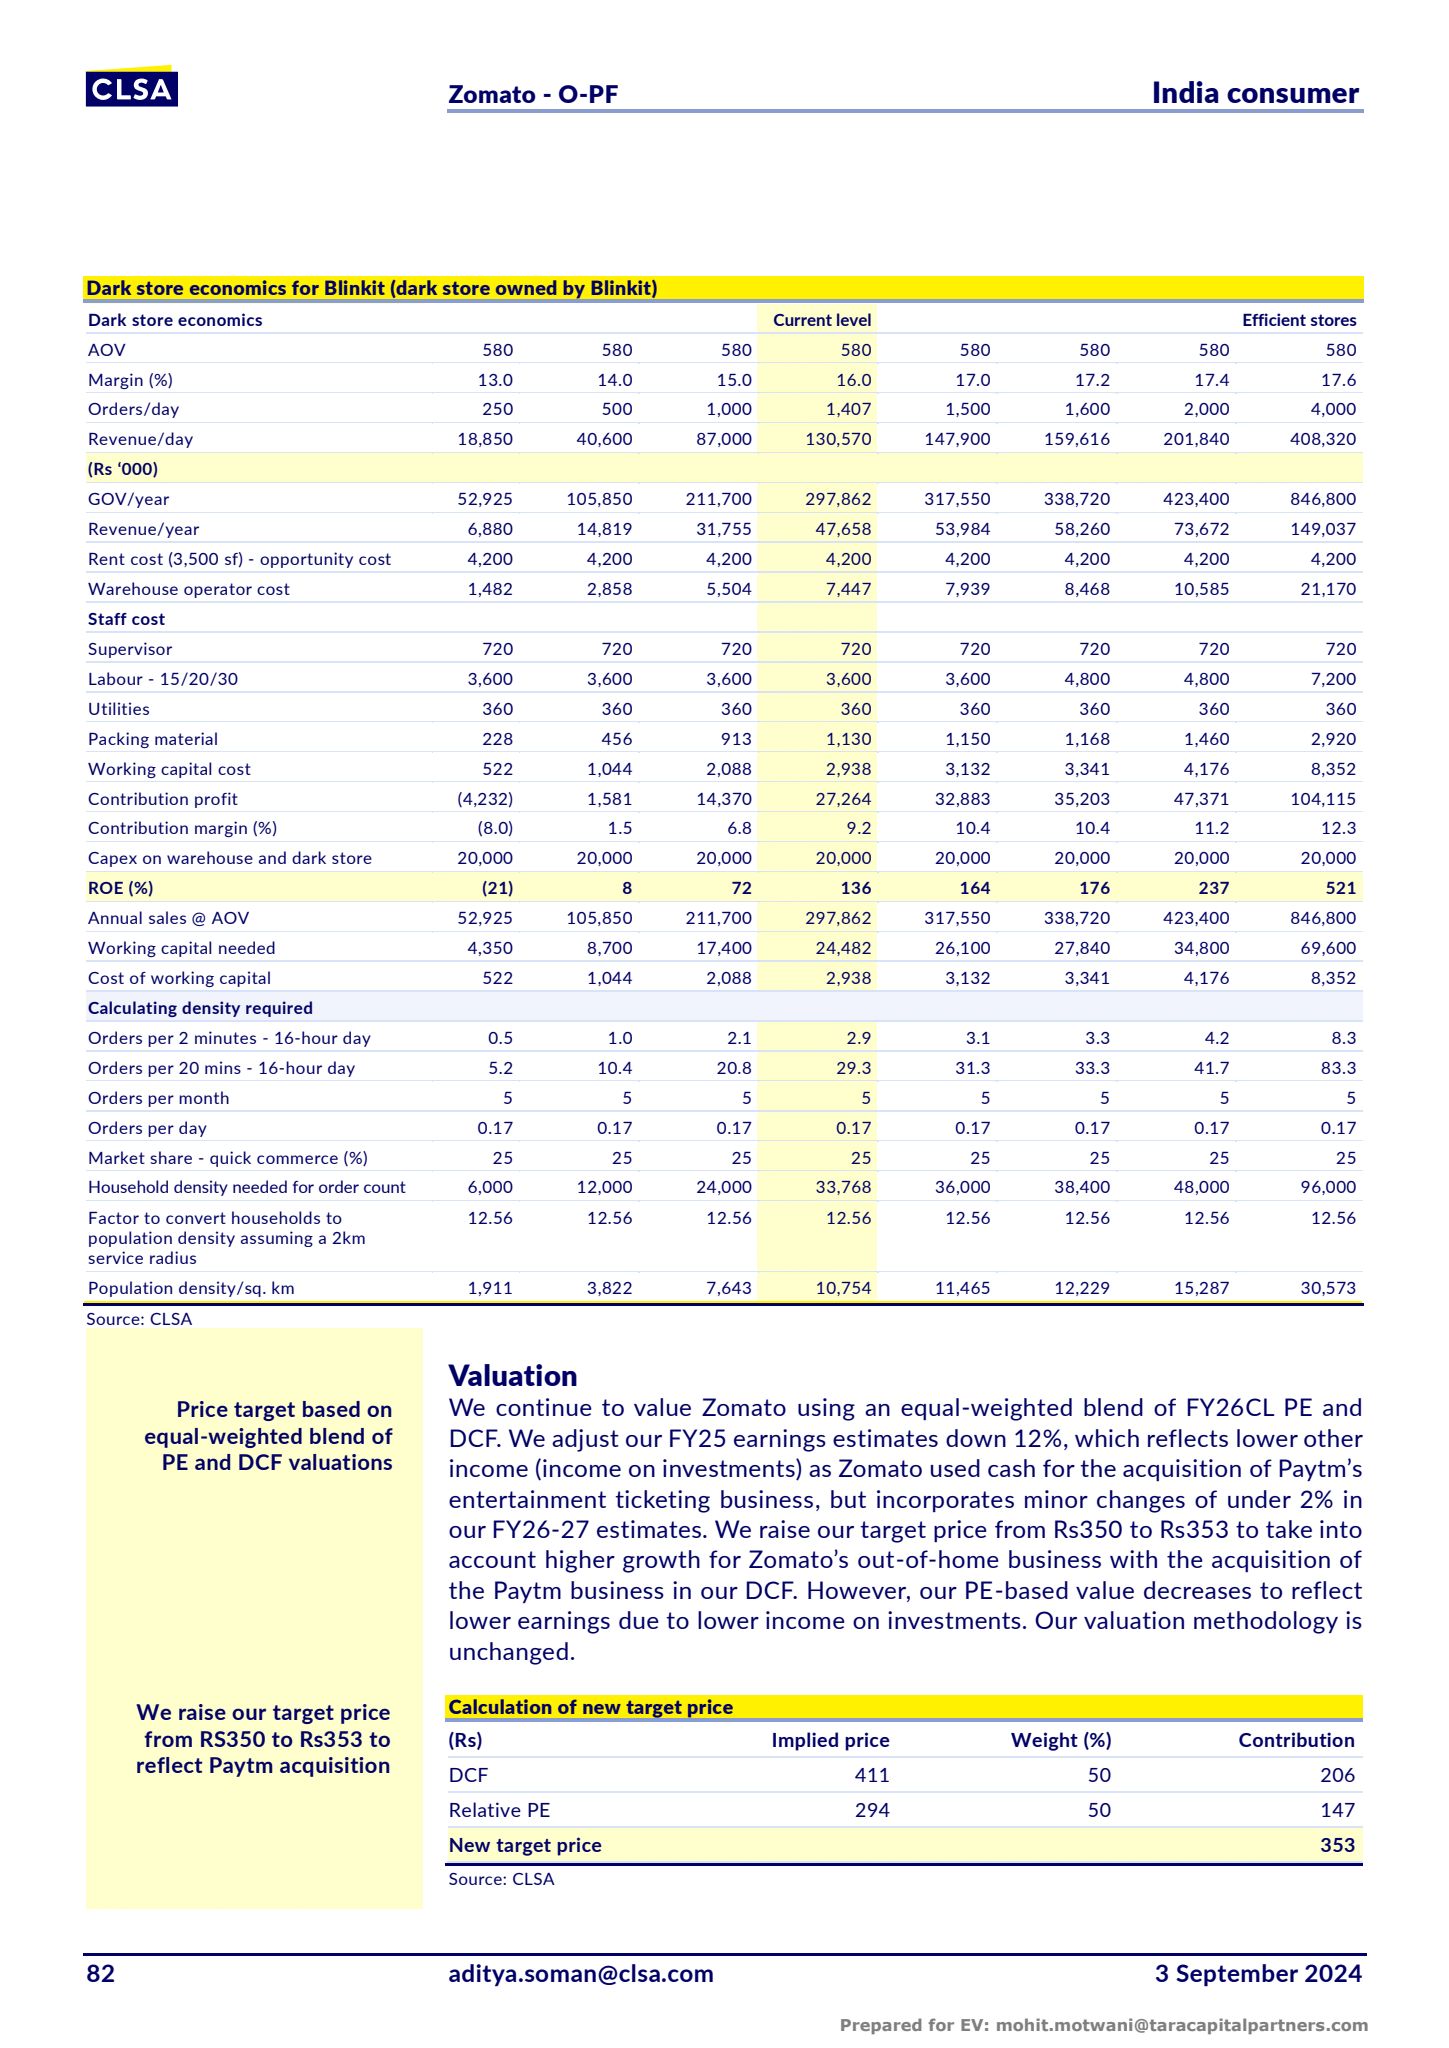 CLSA
Zomato - O-PF
India consumer
Dark store economics for Blinkit (dark store owned by Blinkit)
Dark store economics Current level Efficient stores
AOV 580 580 580 580 580 580 580 580
Margin (%) 13.0 14.0 15.0 16.0 17.0 17.2 17.4 17.6
Orders/day 250 500 1,000 1,407 1,500 1,600 2,000 4,000
Revenue/day 18,850 40,600 87,000 130,570 147,900 159,616 201,840 408,320
(Rs ‘000)
GOV/year 52,925 105,850 211,700 297,862 317,550 338,720 423,400 846,800
Revenue/year 6,880 14,819 31,755 47,658 53,984 58,260 73,672 149,037
Rent cost (3,500 sf) - opportunity cost 4,200 4,200 4,200 4,200 4,200 4,200 4,200 4,200
Warehouse operator cost 1,482 2,858 5,504 7,447 7,939 8,468 10,585 21,170
Staff cost
Supervisor 720 720 720 720 720 720 720 720
Labour - 15/20/30 3,600 3,600 3,600 3,600 3,600 4,800 4,800 7,200
Utilities 360 360 360 360 360 360 360 360
Packing material 228 456 913 1,130 1,150 1,168 1,460 2,920
Working capital cost 522 1,044 2,088 2,938 3,132 3,341 4,176 8,352
Contribution profit (4,232) 1,581 14,370 27,264 32,883 35,203 47,371 104,115
Contribution margin (%) (8.0) 1.5 6.8 9.2 10.4 10.4 11.2 12.3
Capex on warehouse and dark store 20,000 20,000 20,000 20,000 20,000 20,000 20,000 20,000
ROE (%) (21) 8 72 136 164 176 237 521
Annual sales @ AOV 52,925 105,850 211,700 297,862 317,550 338,720 423,400 846,800
Working capital needed 4,350 8,700 17,400 24,482 26,100 27,840 34,800 69,600
Cost of working capital 522 1,044 2,088 2,938 3,132 3,341 4,176 8,352
Calculating density required
Orders per 2 minutes - 16-hour day 0.5 1.0 2.1 2.9 3.1 3.3 4.2 8.3
Orders per 20 mins - 16-hour day 5.2 10.4 20.8 29.3 31.3 33.3 41.7 83.3
Orders per month 5 5 5 5 5 5 5 5
Orders per day 0.17 0.17 0.17 0.17 0.17 0.17 0.17 0.17
Market share - quick commerce (%) 25 25 25 25 25 25 25 25
Household density needed for order count 6,000 12,000 24,000 33,768 36,000 38,400 48,000 96,000
Factor to convert households to 12.56 12.56 12.56 12.56 12.56 12.56 12.56 12.56
population density assuming a 2km
service radius
Population density/sq. km 1,911 3,822 7,643 10,754 11,465 12,229 15,287 30,573
Source: CLSA
Price target based on
equal-weighted blend of
PE and DCF valuations
We raise our target price
from RS350 to Rs353 to
reflect Paytm acquisition
Valuation
We continue to value Zomato using an equal-weighted blend of FY26CL PE and
DCF. We adjust our FY25 earnings estimates down 12%, which reflects lower other
income (income on investments) as Zomato used cash for the acquisition of Paytm’s
entertainment ticketing business, but incorporates minor changes of under 2% in
our FY26-27 estimates. We raise our target price from Rs350 to Rs353 to take into
account higher growth for Zomato’s out-of-home business with the acquisition of
the Paytm business in our DCF. However, our PE-based value decreases to reflect
lower earnings due to lower income on investments. Our valuation methodology is
unchanged.
Calculation of new target price
(Rs) Implied price Weight (%) Contribution
DCF 411 50 206
Relative PE 294 50 147
New target price 353
Source: CLSA
82
aditya.soman@clsa.com
3 September 2024
Prepared for EV: mohit.motwani@taracapitalpartners.com